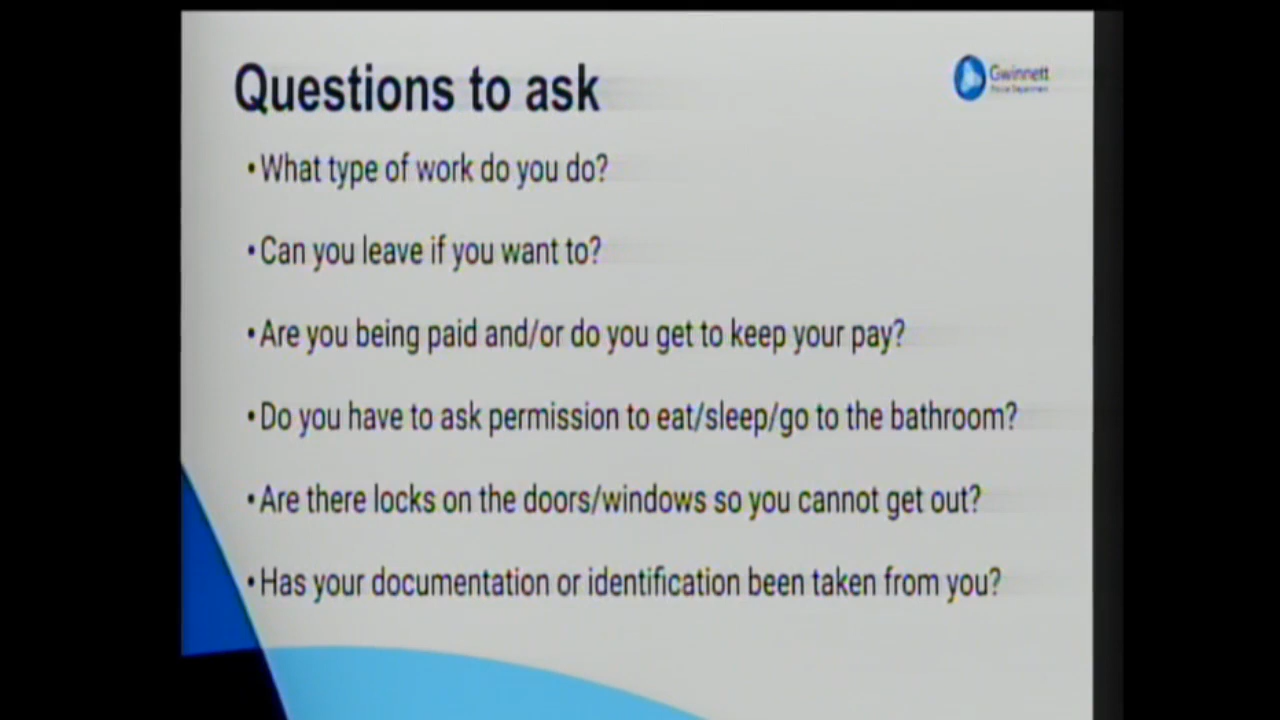 Questions to ask
Gwinnett
Police Department
•What type of work do you do?
•Can you leave if you want to?
•Are you being paid and/or do you get to keep your pay?
•Do you have to ask permission to eat/sleep/go to the bathroom?
•Are there locks on the doors/windows so you cannot get out?
•Has your documentation or identification been taken from you?